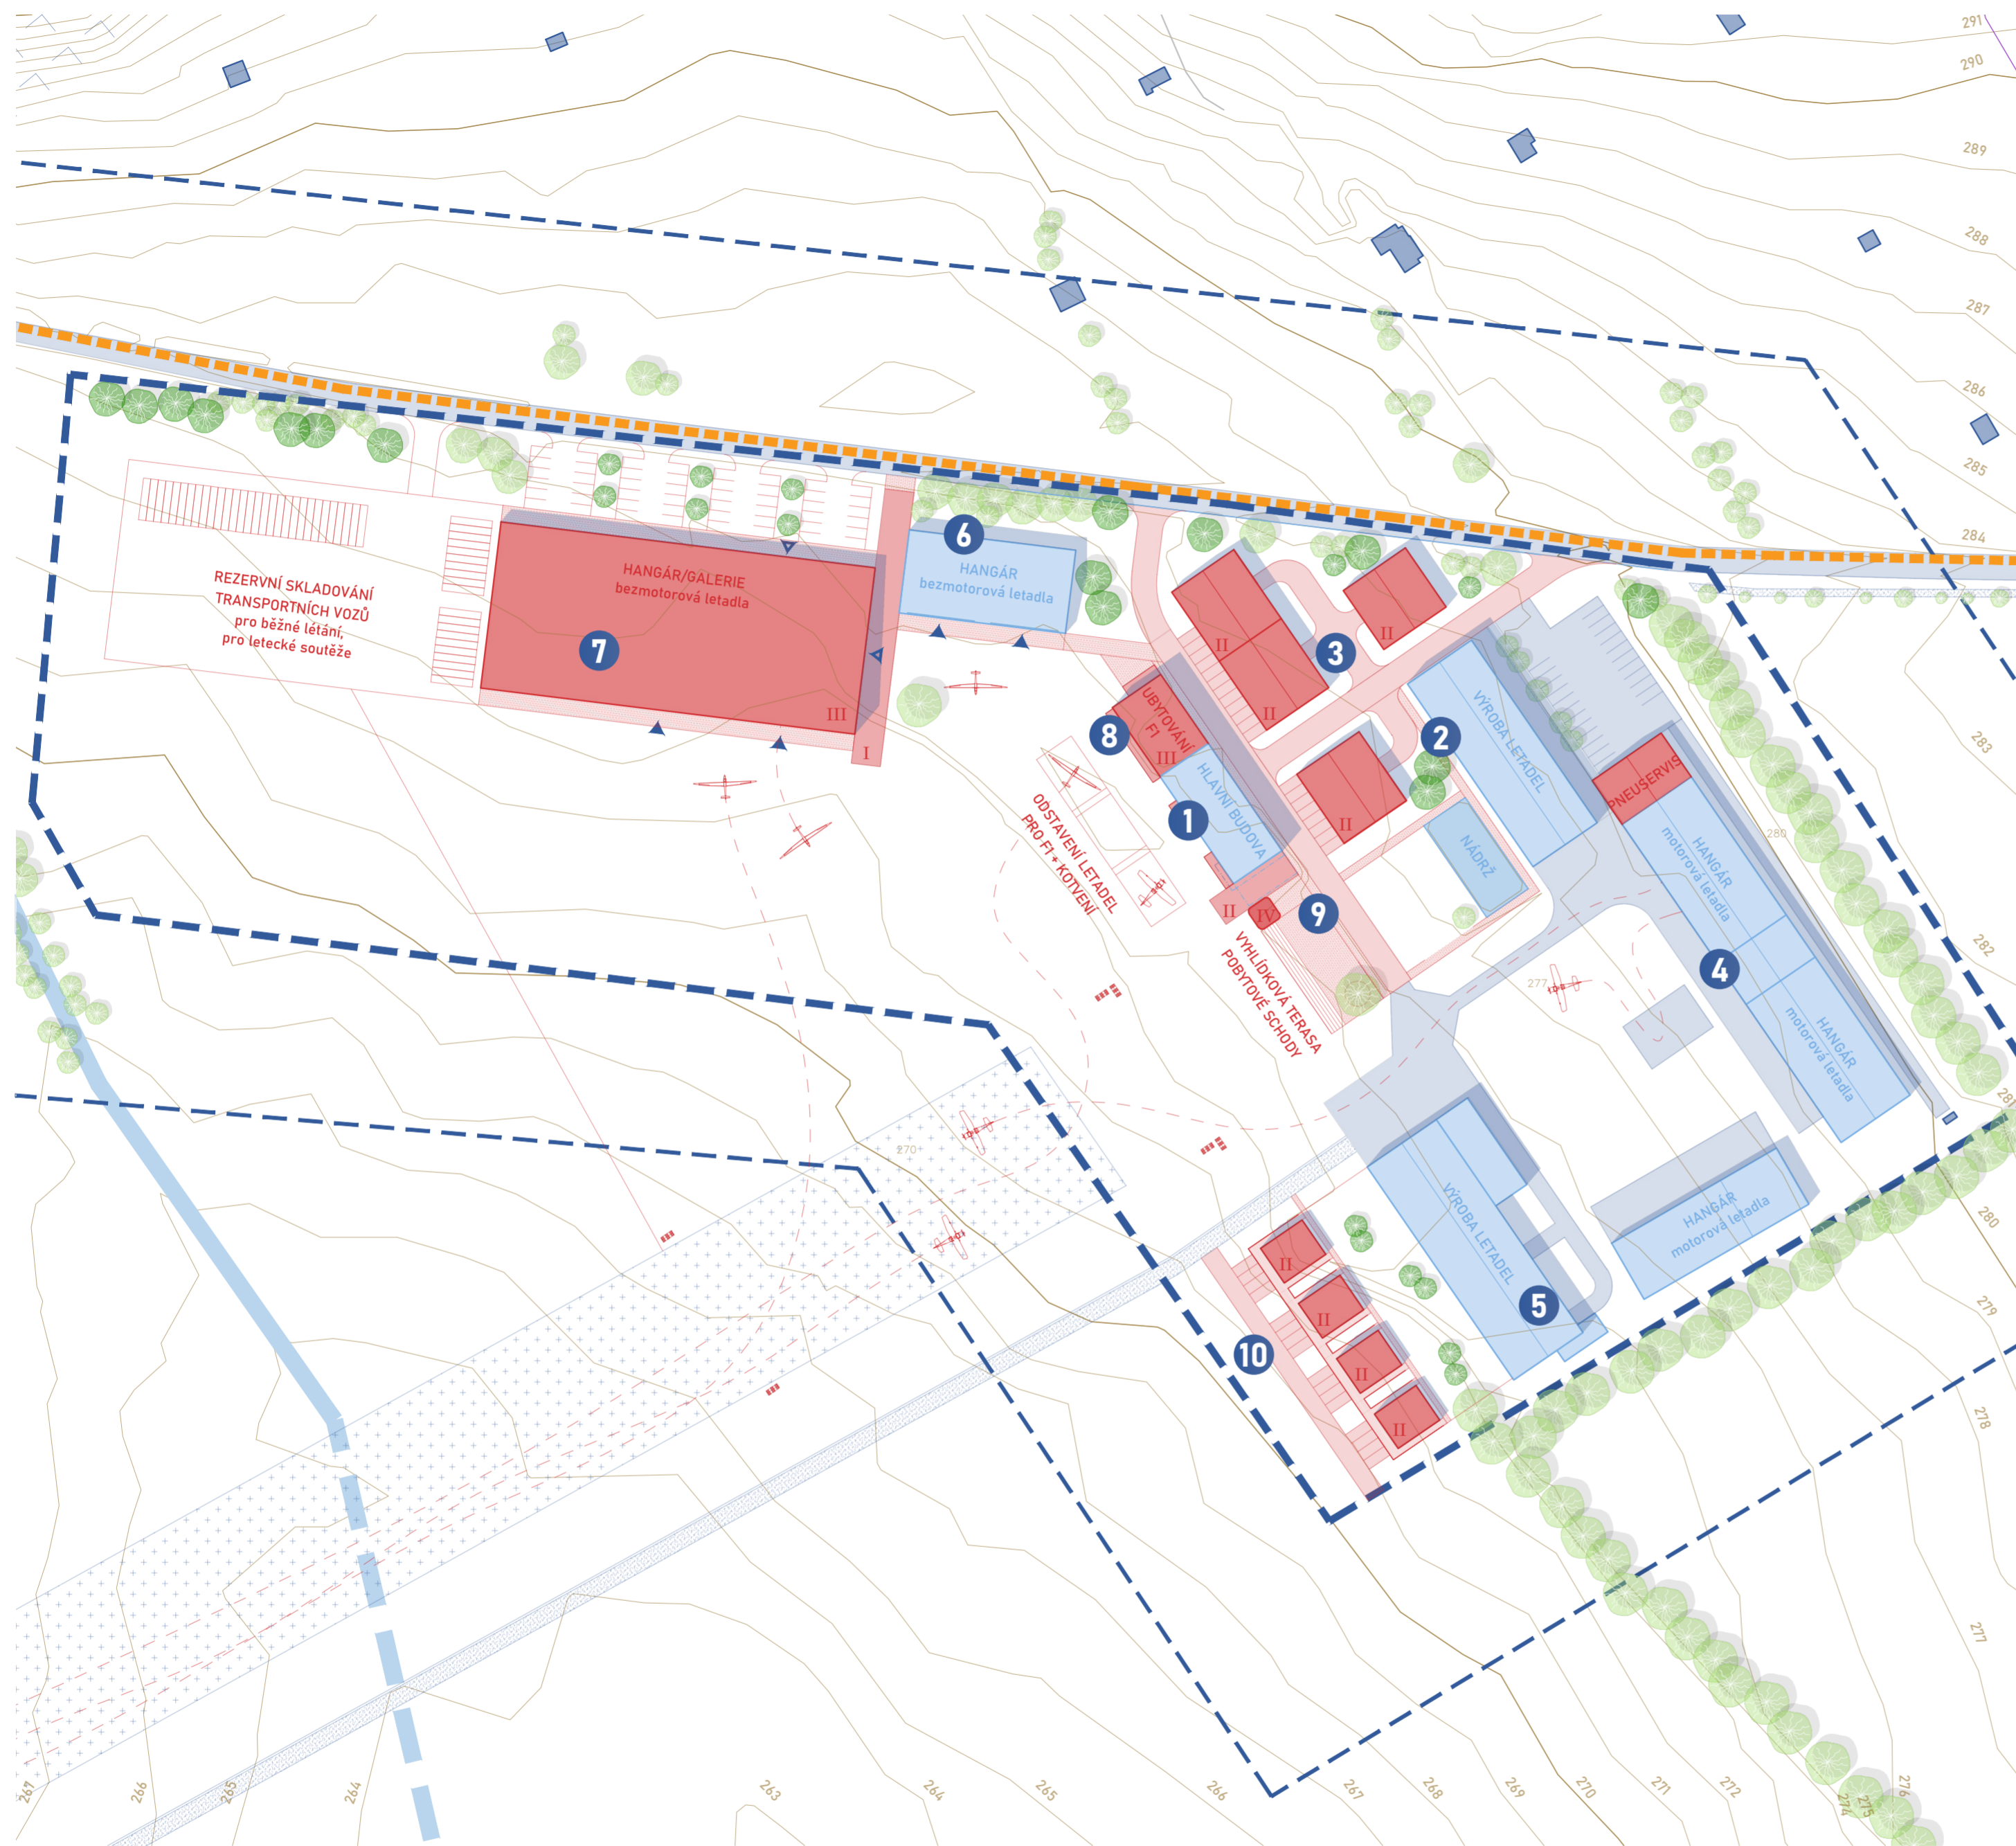 291
290
289
288
287
286
285
284
283
282
281
280
279
278
277
276
275
274
272
271
270
269
268
267
266
265
264
263
264
265
266
267
280
277
270
REZERVNÍ SKLADOVÁNÍ
TRANSPORTNÍCH VOZŮ
pro běžné létání,
pro letecké soutěže
HANGÁR/GALERIE
bezmotorová letadla
7
III
I
6
HANGÁR
bezmotorová letadla
8
UBYTOVÁNÍ
F1
III
1
HLAVNÍ BUDOVA
II
IV
9
ODSTAVENÍ LETADEL
PRO F1 + KOTVENÍ
VYHLÍDKOVÁ TERASA
POBYTOVÉ SCHODY
3
II
II
II
II
2
VÝROBA LETADEL
NÁDRŽ
PNEUSERVIS
HANGÁR
motorová letadla
4
HANGÁR
motorová letadla
HANGÁR
motorová letadla
VÝROBA LETADEL
5
10
II
II
II
II